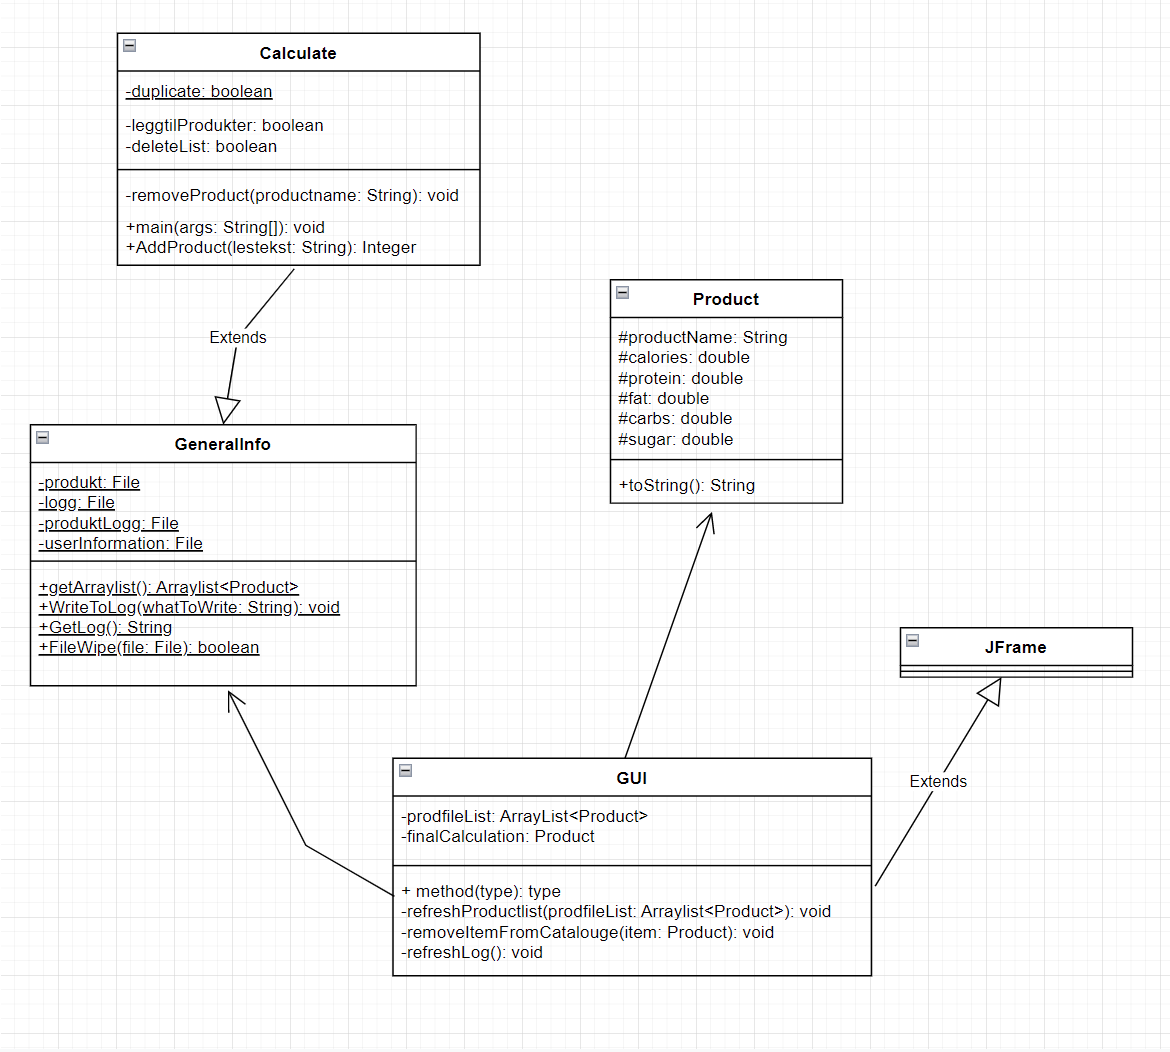 Calculate
-duplicate: boolean
-leggtilProdukter: boolean
-deleteList: boolean
-removeProduct(productname: String): void
+main(args: String[]): void
+AddProduct(lestekst: String): Integer
Extends
Product
#productName: String
#calories: double
#protein: double
#fat: double
#carbs: double
#sugar: double
+toString(): String
GeneralInfo
-produkt: File
-logg: File
-produktLogg: File
-userInformation: File
+getArraylist(): Arraylist<Product>
+WriteToLog(whatToWrite: String): void
+GetLog(): String
+FileWipe(file: File): boolean
JFrame
Extends
GUI
-prodfileList: ArrayList<Product>
-finalCalculation: Product
+ method(type): type
-refreshProductlist(prodfileList: Arraylist<Product>): void
-removeItemFromCatalouge(item: Product): void
-refreshLog(): void